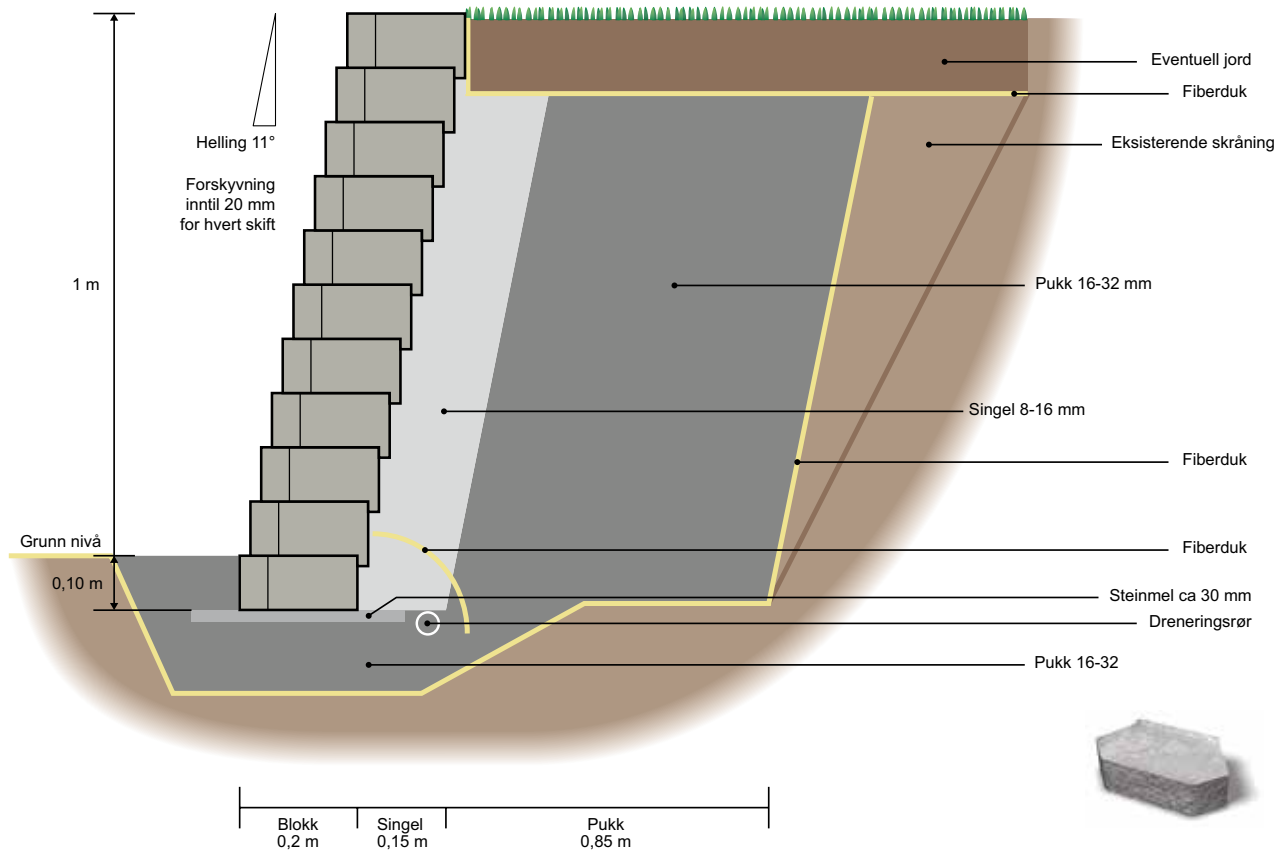 Eventuell jord
Fiberduk
Helling 11°
Eksisterende skråning
Forskyvning
inntil 20 mm
for hvert skift
1 m
Pukk 16-32 mm
Singel 8-16 mm
Fiberduk
Grunn nivå
Fiberduk
0,10 m
Steinmel ca 30 mm
Dreneringsrør
Pukk 16-32
Blokk
0,2 m
Singel
0,15 m
Pukk
0,85 m